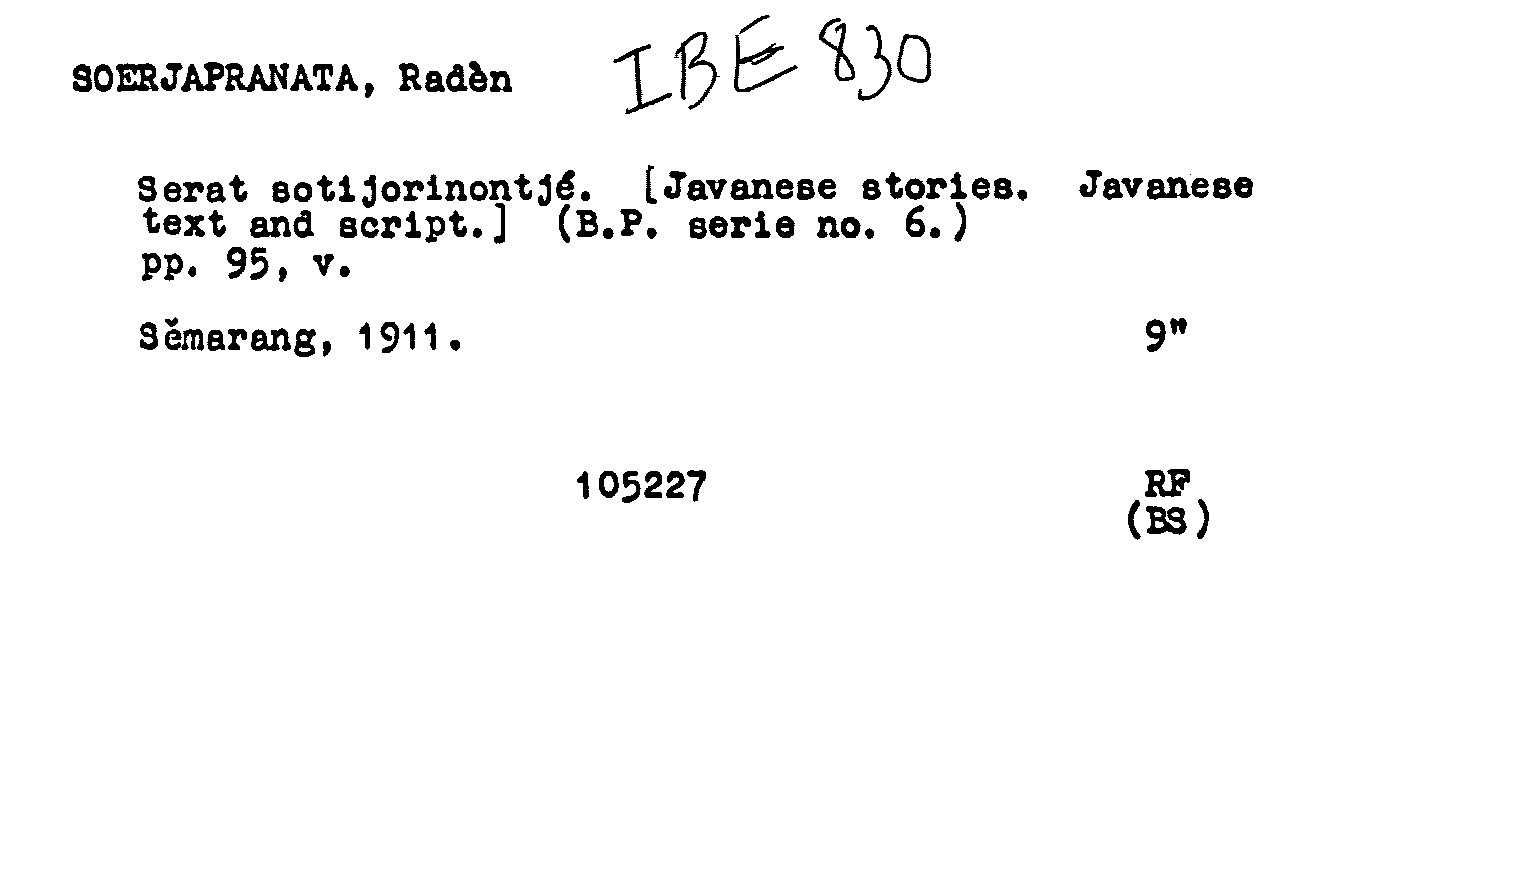 SOERJAPRANATA, Radèn IBE 830
Serat sotijorinontjé. [Javanese stories. Javanese
text and script.] (B.P. serie no. 6.)
pp. 95, v.
Sĕmarang, 1911. 9"
105227 RF
(BS)